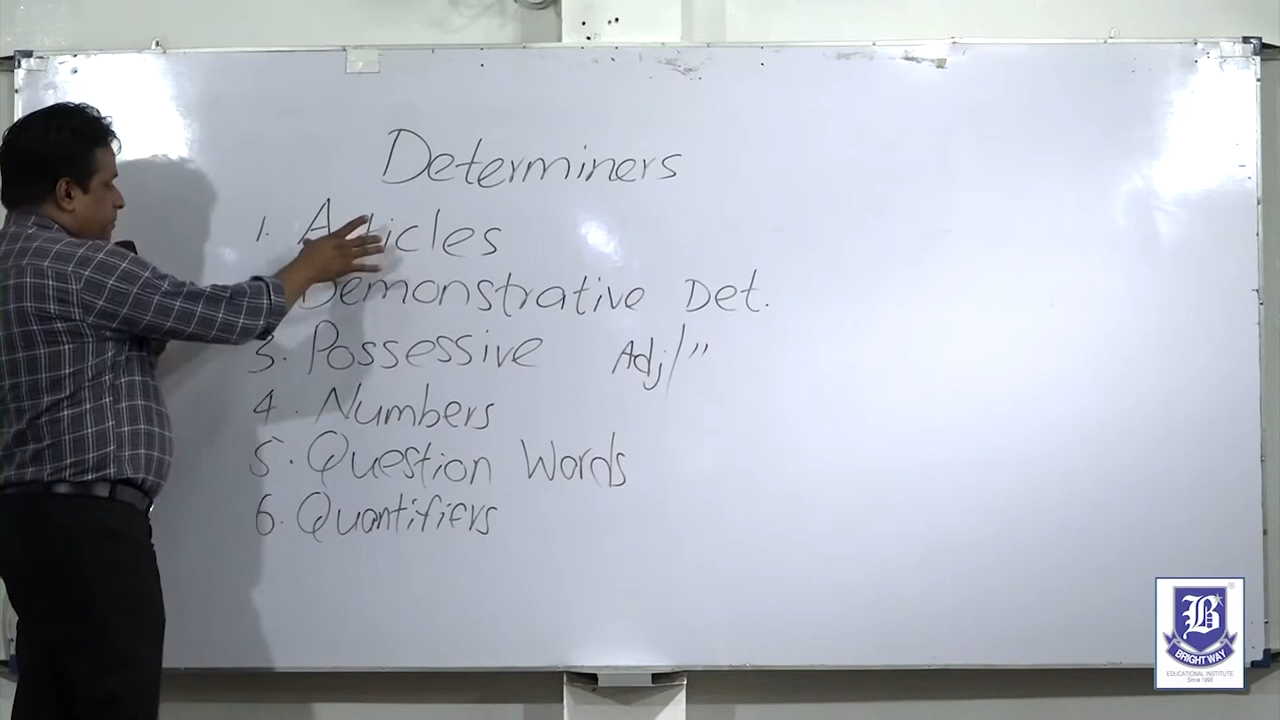 Determiners
1. Articles
Demonstrative Det.
3. Possessive Adj/"
4. Numbers
5. Question Words
6. Quantifiers
B
BRIGHT WAY
EDUCATIONAL INSTITUTE
Since 1998